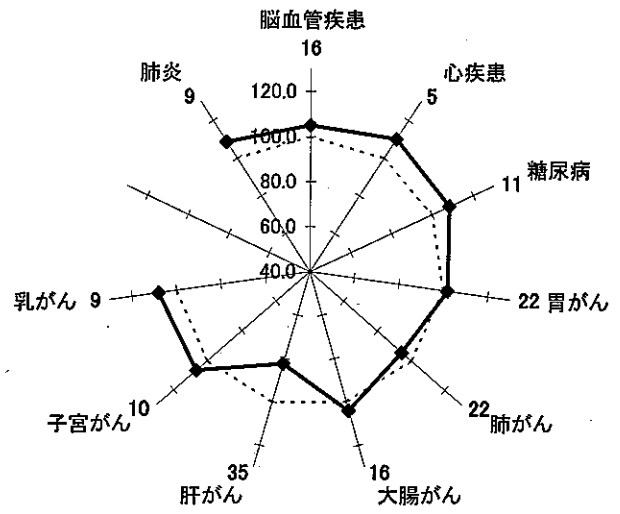 脳血管疾患
16
肺炎
9
心疾患
5
120.0
100.0
80.0
60.0
40.0
糖尿病
11
乳がん 9
22 胃がん
子宮がん 10
22 肺がん
35
肝がん
16
大腸がん